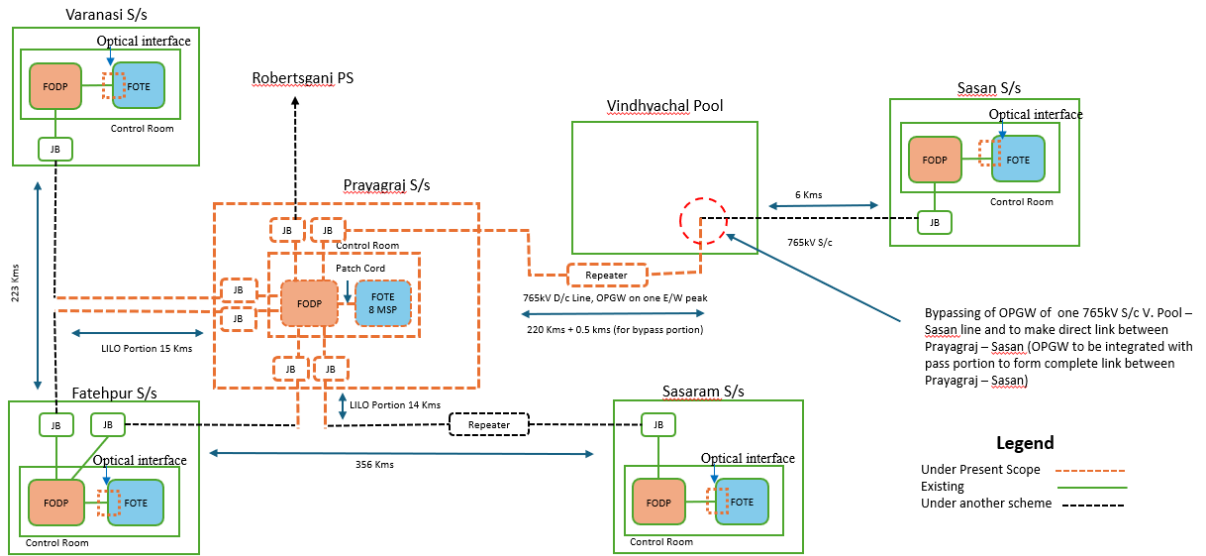 Varanasi S/s
Optical interface
FODP
FOTE
Control Room
JB
Robertsganj PS
Vindhyachal Pool
Sasan S/s
Optical interface
FODP
FOTE
Control Room
JB
6 Kms
765kV S/c
Prayagraj S/s
JB
JB
Control Room
Patch Cord
JB
JB
FODP
FOTE
8 MSP
JB
JB
Repeater
765kV D/c Line, OPGW on one E/W peak
220 Kms + 0.5 kms (for bypass portion)
223 Kms
LILO Portion 15 Kms
LILO Portion 14 Kms
Bypassing of OPGW of one 765kV S/c V. Pool –
Sasan line and to make direct link between
Prayagraj – Sasan (OPGW to be integrated with
pass portion to form complete link between
Prayagraj – Sasan)
Fatehpur S/s
JB
JB
Optical interface
FODP
FOTE
Control Room
Repeater
356 Kms
Sasaram S/s
JB
Optical interface
FODP
FOTE
Control Room
Legend
Under Present Scope
Existing
Under another scheme